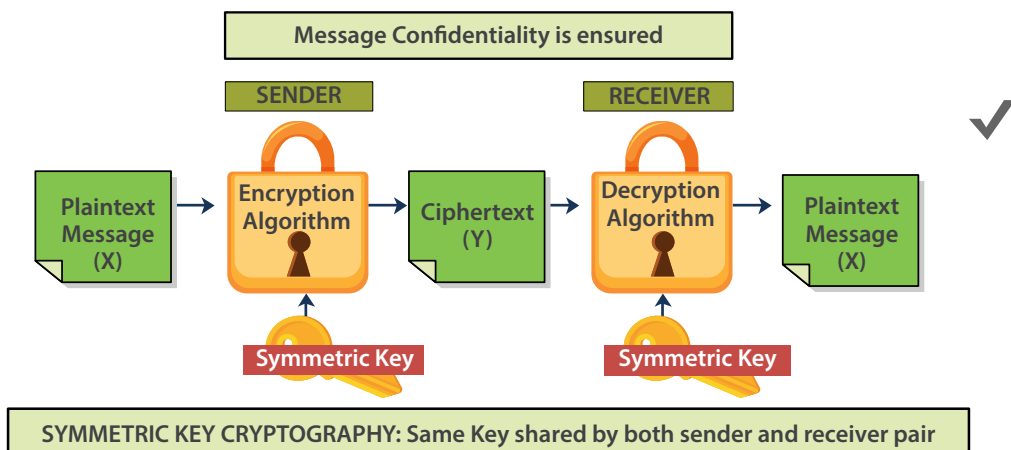 Message Confidentiality is ensured
SENDER
RECEIVER
Plaintext
Message
(X)
Encryption
Algorithm
Ciphertext
(Y)
Decryption
Algorithm
Plaintext
Message
(X)
Symmetric Key
Symmetric Key
SYMMETRIC KEY CRYPTOGRAPHY: Same Key shared by both sender and receiver pair